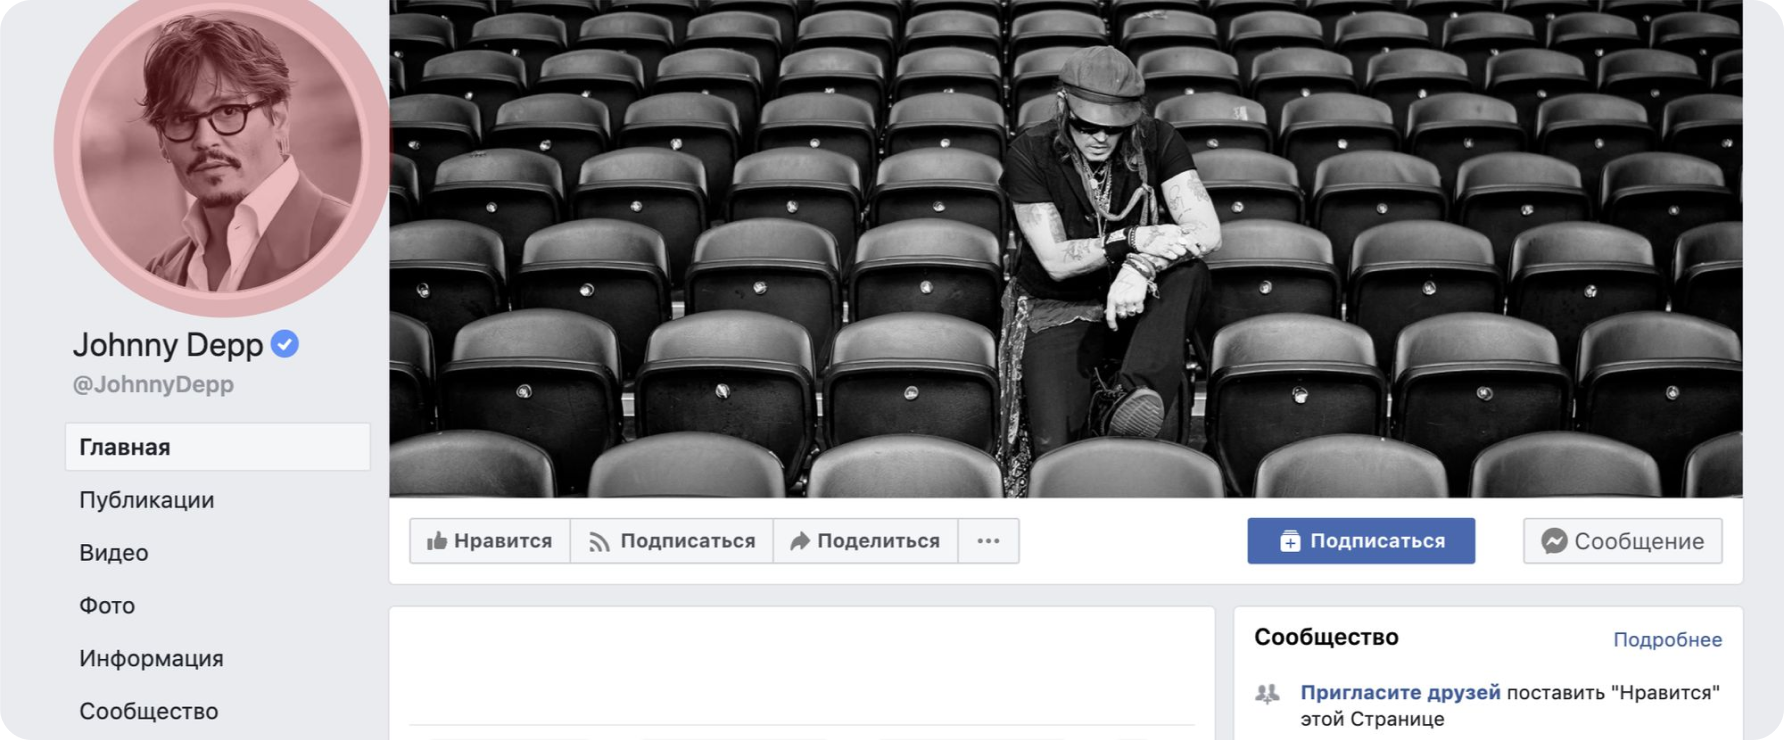 Johnny Depp
@JohnnyDepp
Главная
Публикации
Видео
Фото
Информация
Сообщество
Нравится
Подписаться
Поделиться
Подписаться
Сообщение
Сообщество
Подробнее
Пригласите друзей поставить "Нравится"
этой Странице